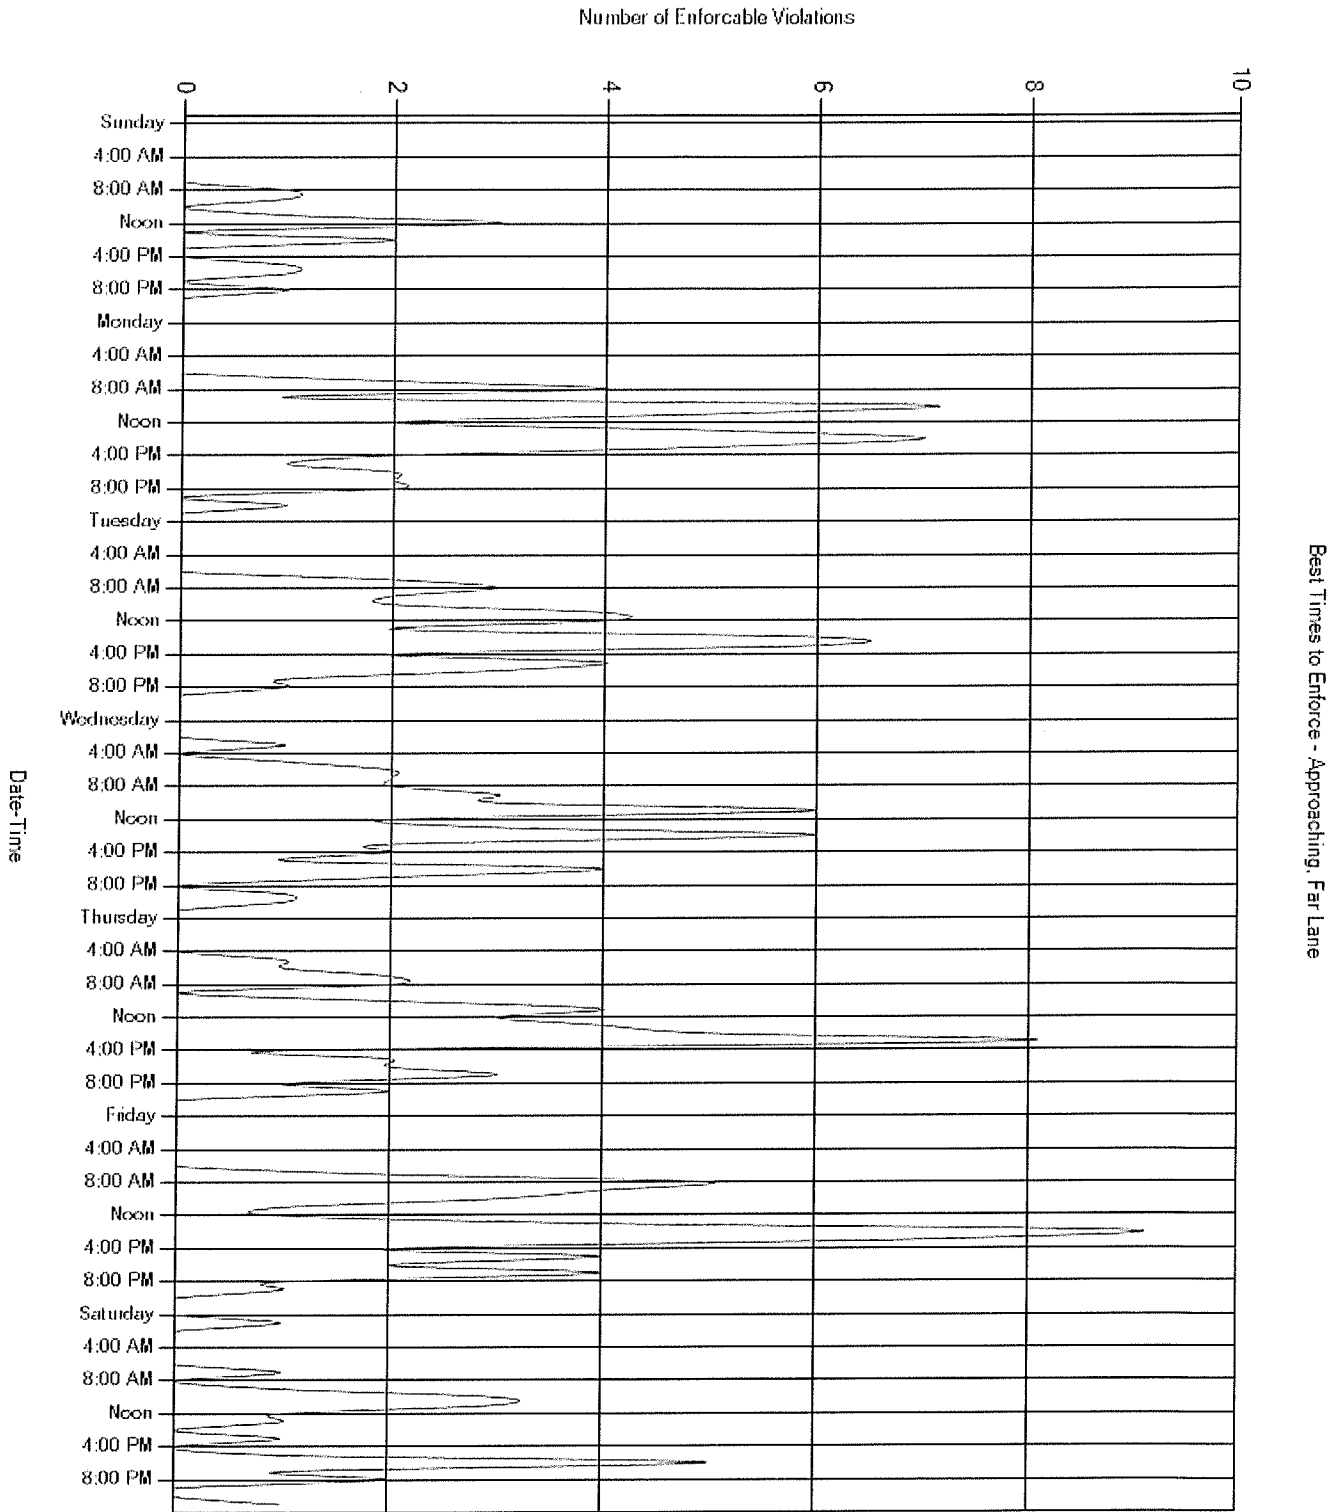 Number of Enforcable Violations
0
2
4
6
8
10
Sunday
4:00 AM
8:00 AM
Noon
4:00 PM
8:00 PM
Monday
4:00 AM
8:00 AM
Noon
4:00 PM
8:00 PM
Tuesday
4:00 AM
8:00 AM
Noon
4:00 PM
8:00 PM
Wednesday
4:00 AM
8:00 AM
Noon
4:00 PM
8:00 PM
Thursday
4:00 AM
8:00 AM
Noon
4:00 PM
8:00 PM
Friday
4:00 AM
8:00 AM
Noon
4:00 PM
8:00 PM
Saturday
4:00 AM
8:00 AM
Noon
4:00 PM
8:00 PM
Date-Time
Best Times to Enforce - Approaching, Far Lane